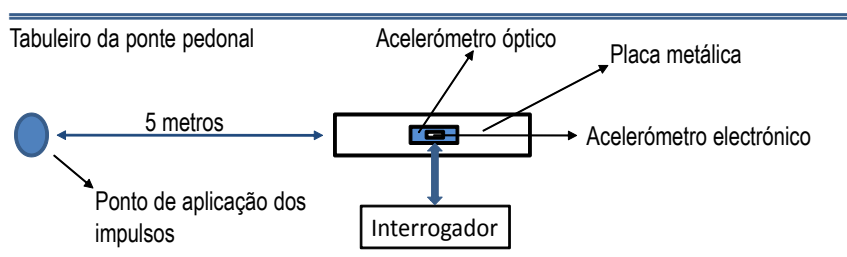 Tabuleiro da ponte pedonal
Acelerómetro óptico
Placa metálica
5 metros
Acelerómetro electrónico
Ponto de aplicação dos
impulsos
Interrogador